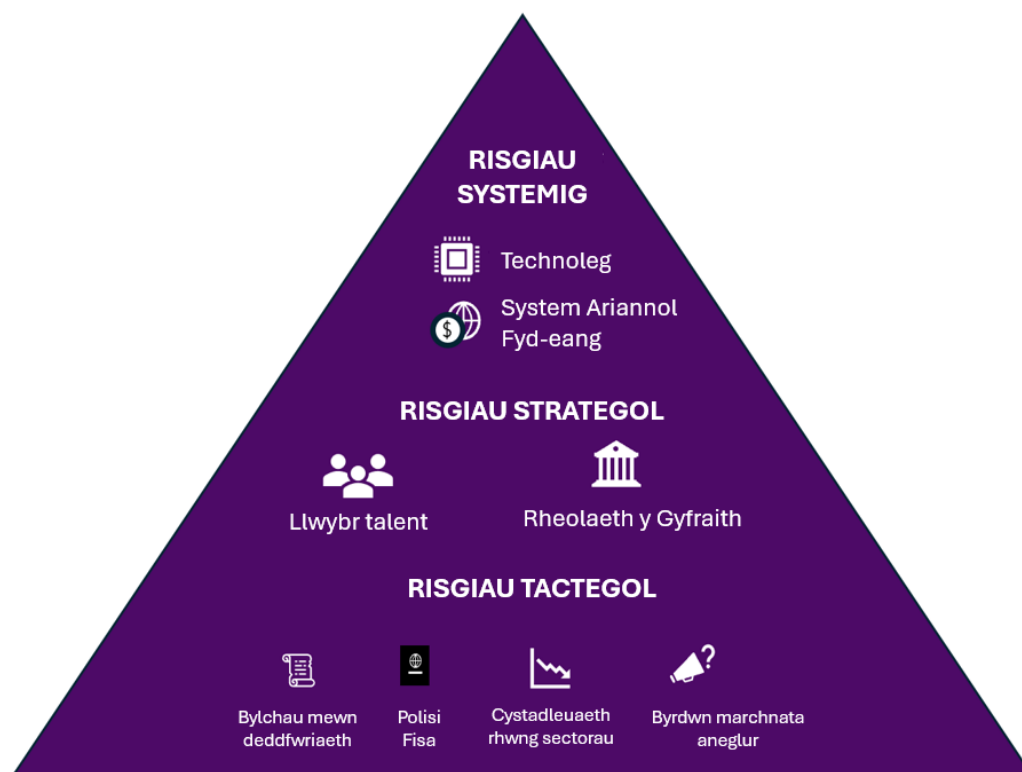 RISGIAU
SYSTEMIG
Technoleg
System Ariannol
Fyd-eang
$
RISGIAU STRATEGOL
Llwybr talent
Rheolaeth y Gyfraith
RISGIAU TACTEGOL
?
Bylchau mewn
deddfwriaeth
Polisi
Fisa
Cystadleuaeth
rhwng sectorau
Byrdwn marchnata
aneglur